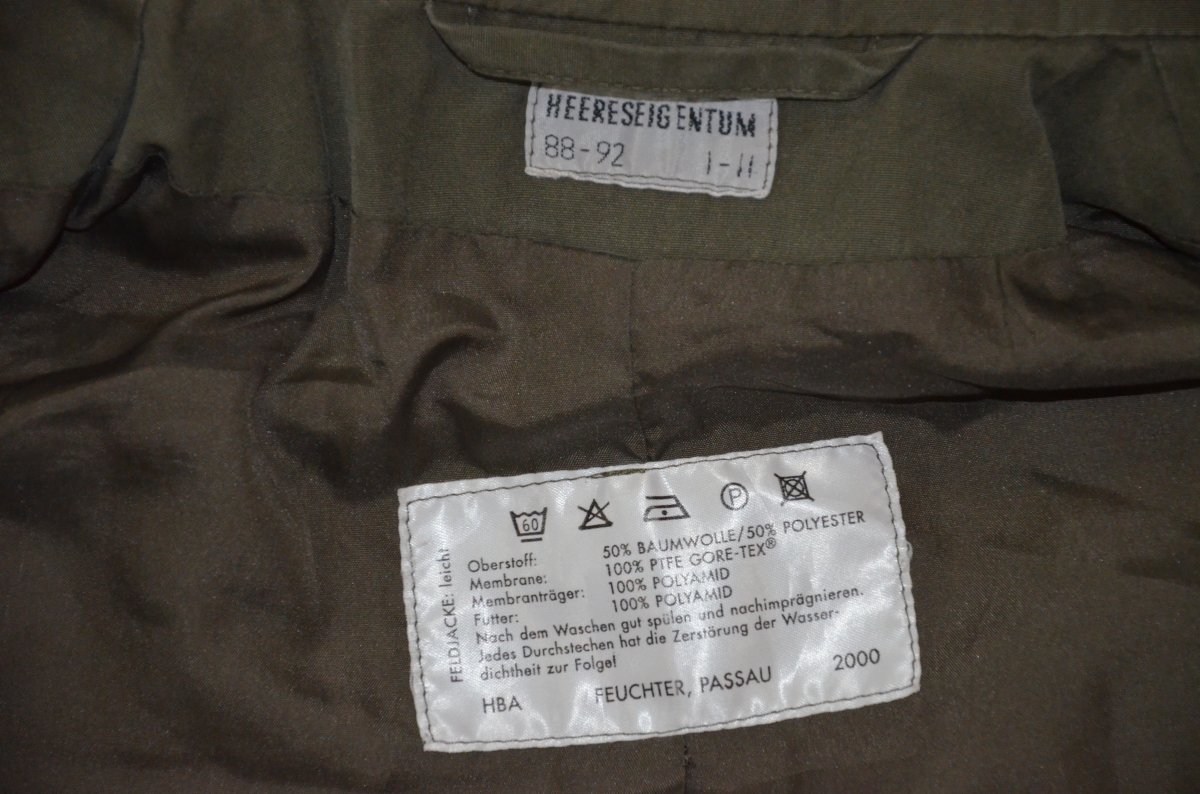 HEERESEIGENTUM
88-92 I-II
60 P
FELDJACKE: leicht
Oberstoff: 50% BAUMWOLLE/50% POLYESTER
Membrane: 100% PTFE GORE-TEX®
Membranträger: 100% POLYAMID
Futter: 100% POLYAMID
Nach dem Waschen gut spülen und nachimprägnieren.
Jedes Durchstechen hat die Zerstörung der Wasser-
dichtheit zur Folge!
HBA FEUCHTER, PASSAU 2000